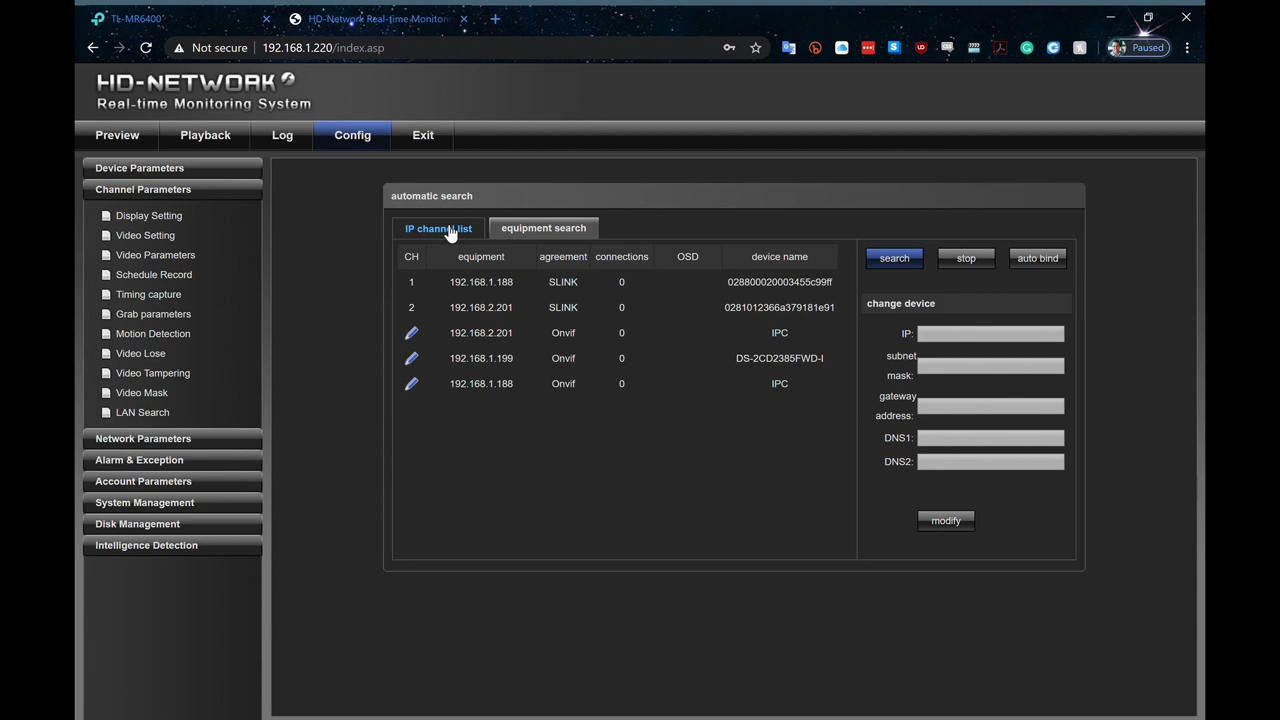 TL-MR6400
HD-Network Real-time Monitorin
Not secure 192.168.1.220/index.asp Paused
HD-NETWORK
Real-time Monitoring System
Preview Playback Log Config Exit
Device Parameters
Channel Parameters
Display Setting
Video Setting
Video Parameters
Schedule Record
Timing capture
Grab parameters
Motion Detection
Video Lose
Video Tampering
Video Mask
LAN Search
Network Parameters
Alarm & Exception
Account Parameters
System Management
Disk Management
Intelligence Detection
automatic search
IP channel list equipment search
CH equipment agreement connections OSD device name
1 192.168.1.188 SLINK 0 028800020003455c99ff
2 192.168.2.201 SLINK 0 0281012366a379181e91
192.168.2.201 Onvif 0 IPC
192.168.1.199 Onvif 0 DS-2CD2385FWD-I
192.168.1.188 Onvif 0 IPC
search stop auto bind
change device
IP:
subnet
mask:
gateway
address:
DNS1:
DNS2:
modify